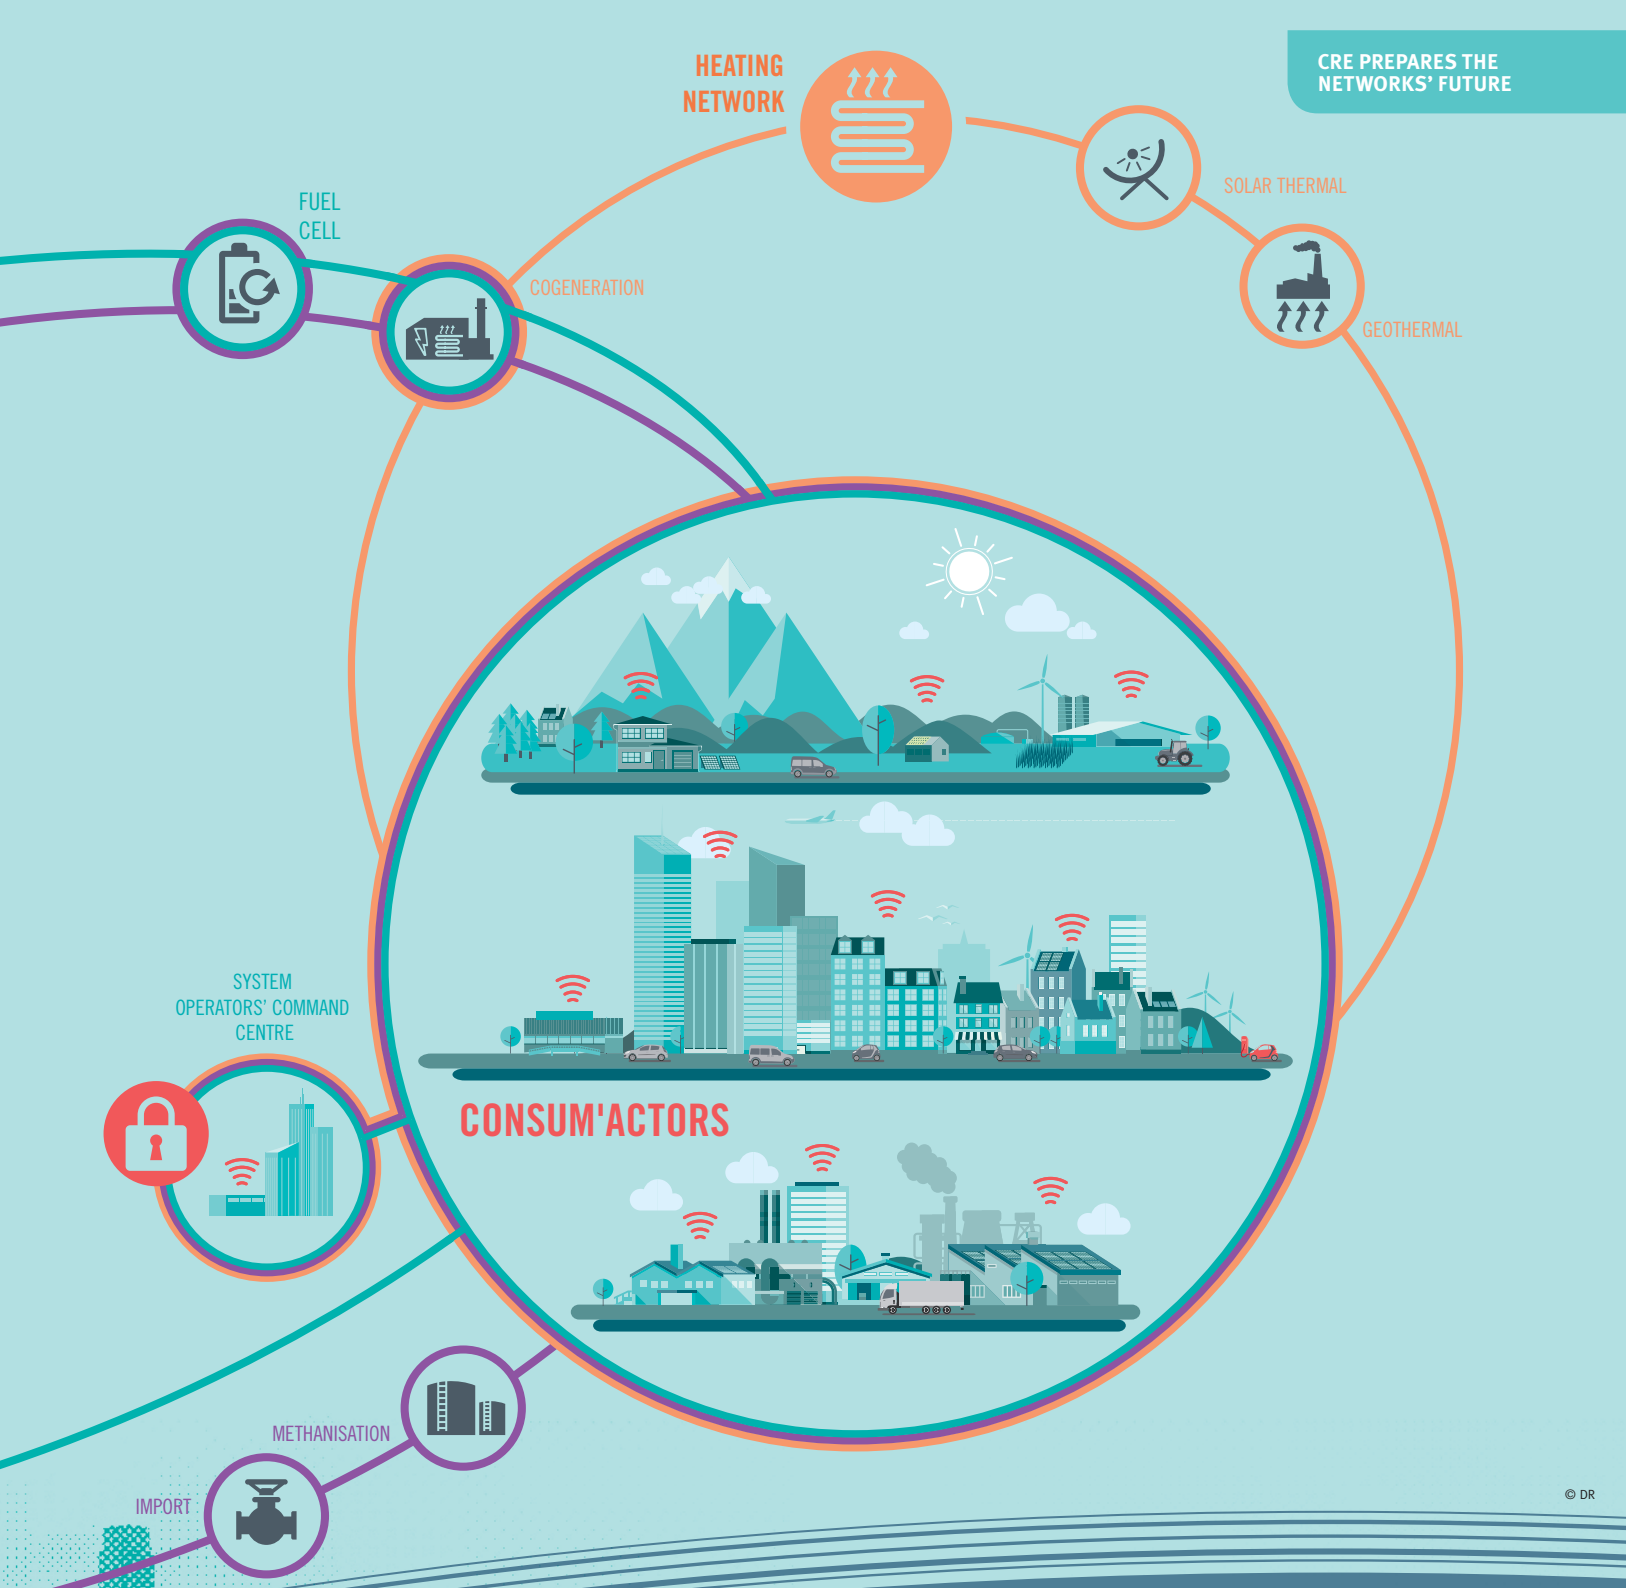 HEATING
NETWORK
CRE PREPARES THE
NETWORKS’ FUTURE
SOLAR THERMAL
FUEL
CELL
COGENERATION
GEOTHERMAL
SYSTEM
OPERATORS’ COMMAND
CENTRE
CONSUM'ACTORS
METHANISATION
IMPORT
© DR